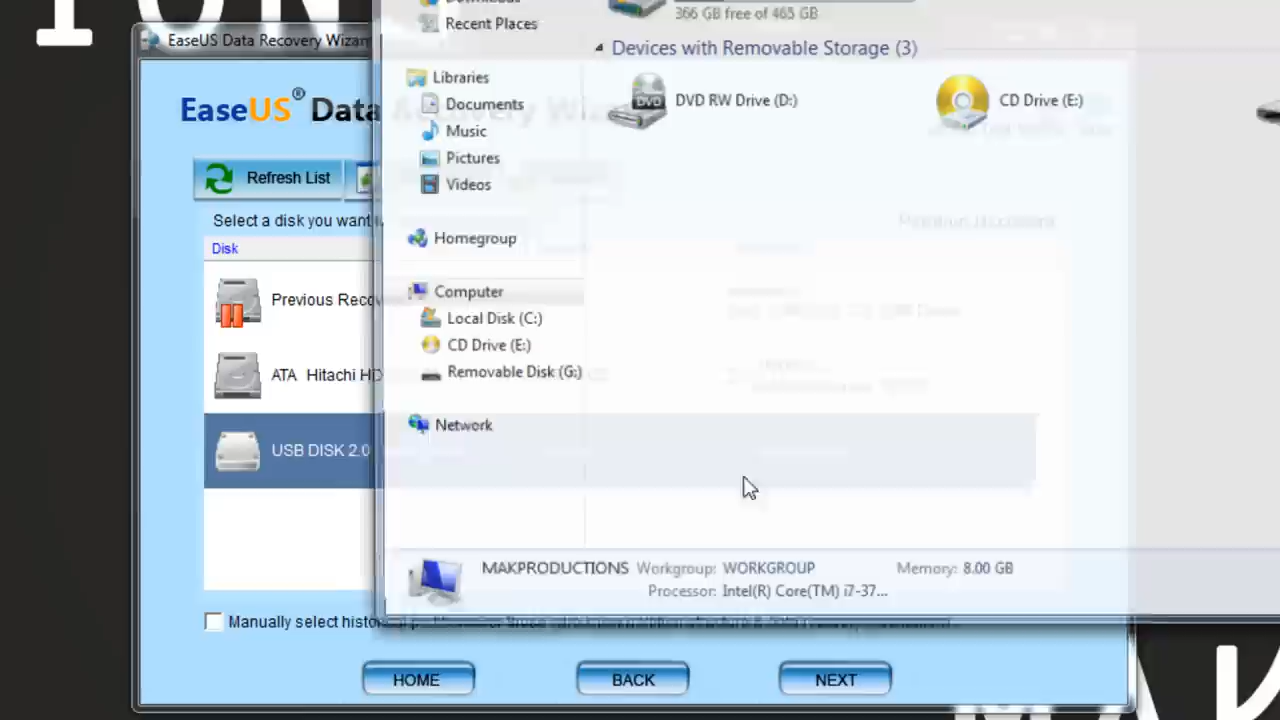 Recent Places
366 GB free of 465 GB
EaseUS Data Recovery Wizar
Devices with Removable Storage (3)
Libraries
Documents
DVD RW Drive (D:)
CD Drive (E:)
EaseUS® Data
Music
Pictures
Videos
Refresh List
Select a disk you want
Homegroup
Disk
Computer
Previous Reco
Local Disk (C:)
CD Drive (E:)
Removable Disk (G:)
ATA Hitachi HD
Network
USB DISK 2.0
MAKPRODUCTIONS Workgroup: WORKGROUP Memory: 8.00 GB
Processor: Intel(R) Core(TM) i7-37...
Manually select histo
HOME
BACK
NEXT